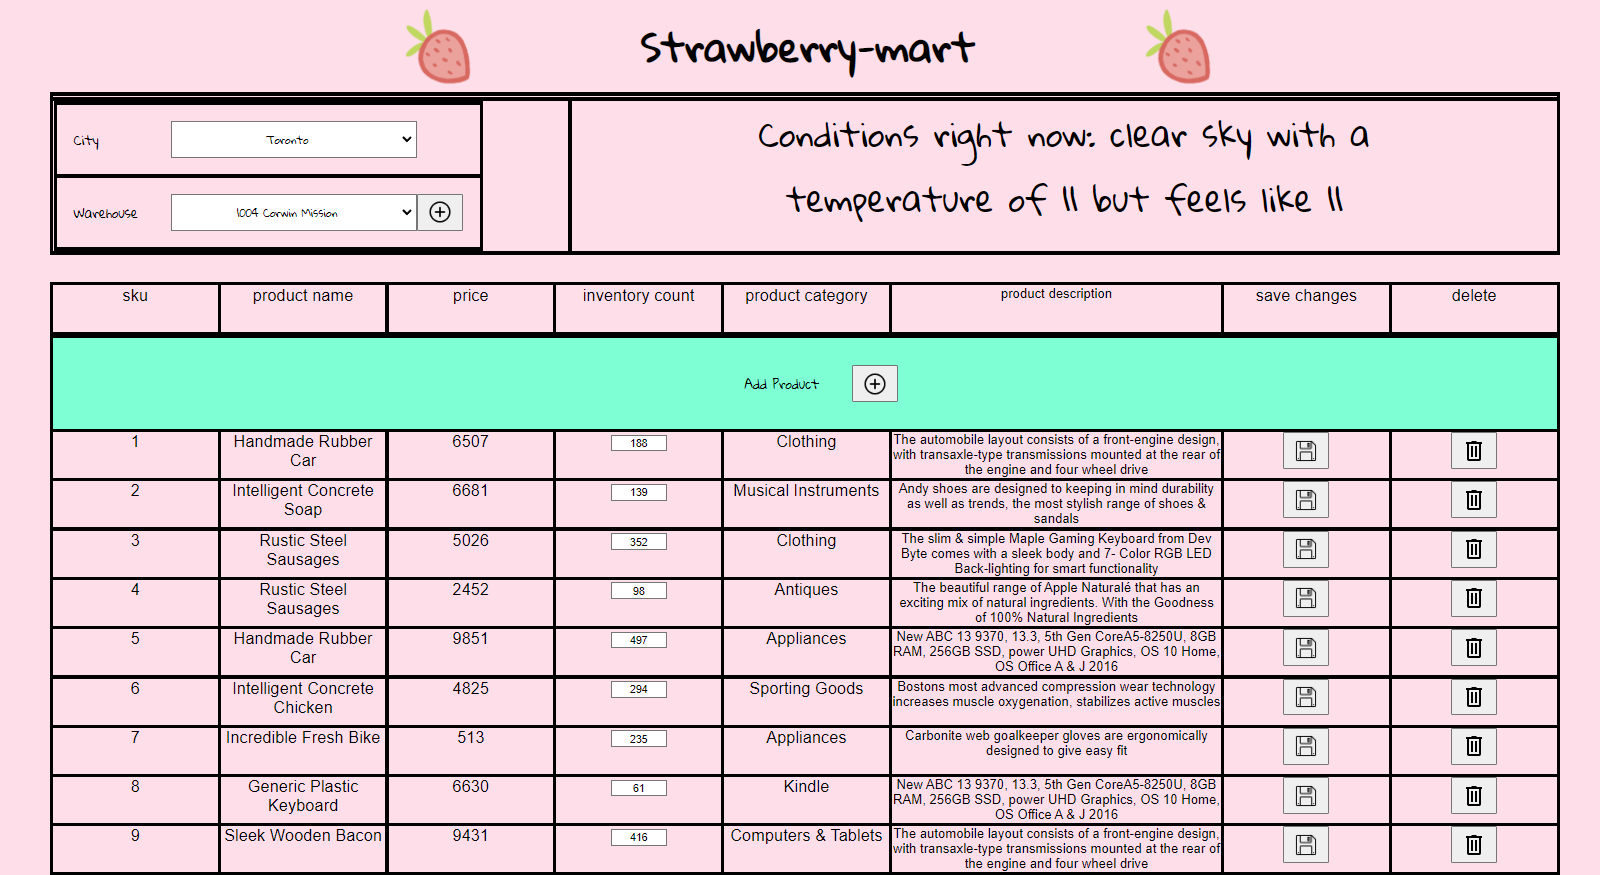 Strawberry-mart
City
Toronto
Conditions right now: clear sky with a
temperature of 11 but feels like 11
Warehouse
1004 Corwin Mission
sku product name price inventory count product category product description save changes delete
Add Product
1 Handmade Rubber Car 6507 188 Clothing The automobile layout consists of a front-engine design, with transaxle-type transmissions mounted at the rear of the engine and four wheel drive
2 Intelligent Concrete Soap 6681 139 Musical Instruments Andy shoes are designed to keeping in mind durability as well as trends, the most stylish range of shoes & sandals
3 Rustic Steel Sausages 5026 352 Clothing The slim & simple Maple Gaming Keyboard from Dev Byte comes with a sleek body and 7- Color RGB LED Back-lighting for smart functionality
4 Rustic Steel Sausages 2452 98 Antiques The beautiful range of Apple Naturalé that has an exciting mix of natural ingredients. With the Goodness of 100% Natural Ingredients
5 Handmade Rubber Car 9851 497 Appliances New ABC 13 9370, 13.3, 5th Gen CoreA5-8250U, 8GB RAM, 256GB SSD, power UHD Graphics, OS 10 Home, OS Office A & J 2016
6 Intelligent Concrete Chicken 4825 294 Sporting Goods Bostons most advanced compression wear technology increases muscle oxygenation, stabilizes active muscles
7 Incredible Fresh Bike 513 235 Appliances Carbonite web goalkeeper gloves are ergonomically designed to give easy fit
8 Generic Plastic Keyboard 6630 61 Kindle New ABC 13 9370, 13.3, 5th Gen CoreA5-8250U, 8GB RAM, 256GB SSD, power UHD Graphics, OS 10 Home, OS Office A & J 2016
9 Sleek Wooden Bacon 9431 416 Computers & Tablets The automobile layout consists of a front-engine design, with transaxle-type transmissions mounted at the rear of the engine and four wheel drive